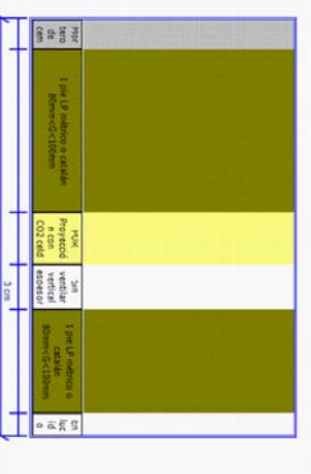 Mor
tero
de
cem
1 pie LP métrico o catalán
80mm<G<100mm
PUR
Proyecció
n con
CO2 celd
Sin
ventilar
vertical
espesor
1 pie LP métrico o
catalán
80mm<G<100mm
En
luc
id
o
3 cm